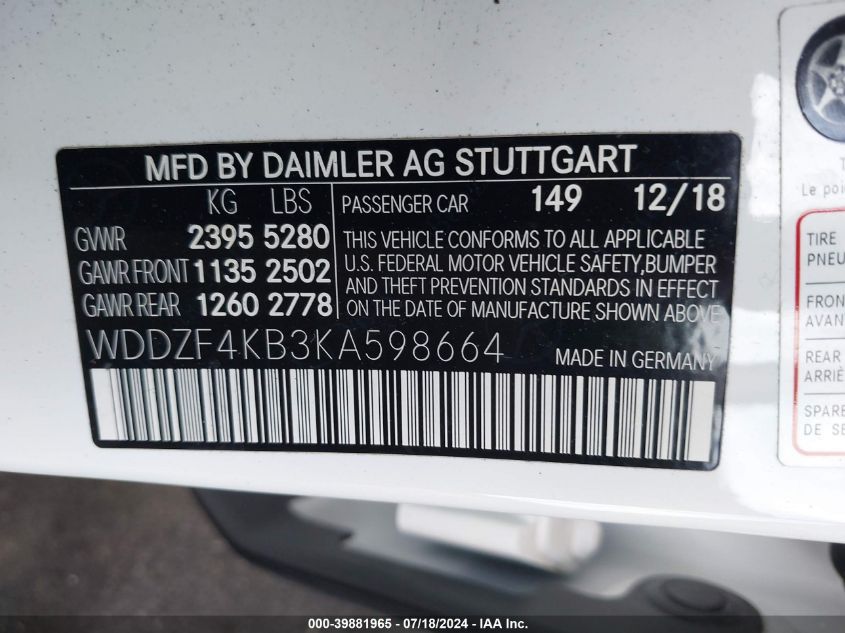 MFD BY DAIMLER AG STUTTGART
KG LBS
GVWR 2395 5280
GAWR FRONT 1135 2502
GAWR REAR 1260 2778
PASSENGER CAR 149 12/18
THIS VEHICLE CONFORMS TO ALL APPLICABLE
U.S. FEDERAL MOTOR VEHICLE SAFETY,BUMPER
AND THEFT PREVENTION STANDARDS IN EFFECT
ON THE DATE OF MANUFACTURE SHOWN ABOVE
WDDZF4KB3KA598664 MADE IN GERMANY
Le
TIRE
FRON
AVAN
REAR
ARRIÈ
SPARE
DE SE
000-39881965 - 07/18/2024 - IAA Inc.